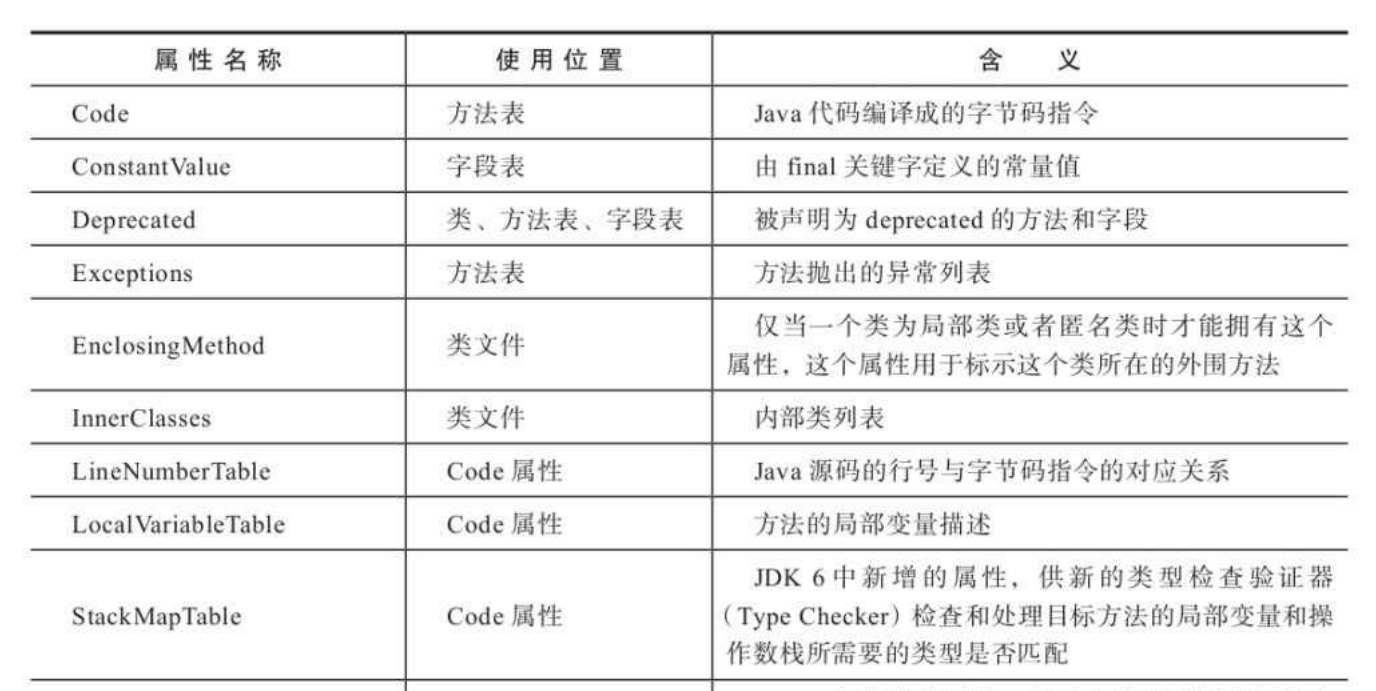 属性名称 使用位置 含义
Code 方法表 Java 代码编译成的字节码指令
ConstantValue 字段表 由 final 关键字定义的常量值
Deprecated 类、方法表、字段表 被声明为 deprecated 的方法和字段
Exceptions 方法表 方法抛出的异常列表
EnclosingMethod 类文件 仅当一个类为局部类或者匿名类时才能拥有这个
属性，这个属性用于标示这个类所在的外围方法
InnerClasses 类文件 内部类列表
LineNumberTable Code 属性 Java 源码的行号与字节码指令的对应关系
LocalVariableTable Code 属性 方法的局部变量描述
StackMapTable Code 属性 JDK 6 中新增的属性，供新的类型检查验证器
（Type Checker）检查和处理目标方法的局部变量和操
作数栈所需要的类型是否匹配